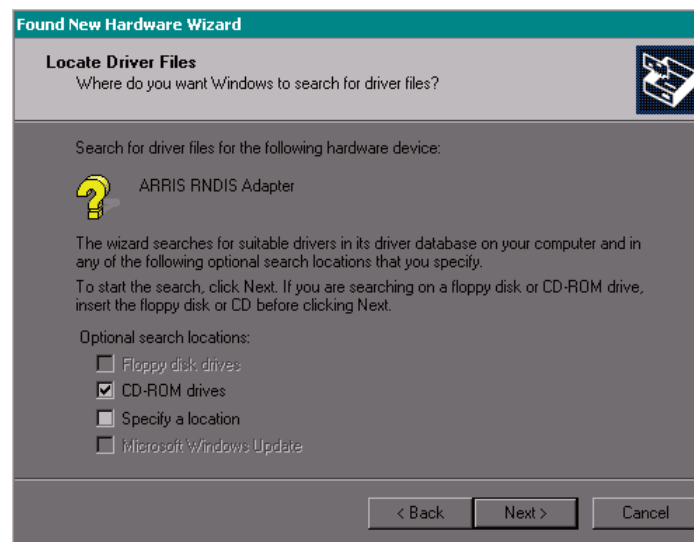 Found New Hardware Wizard
Locate Driver Files
Where do you want Windows to search for driver files?
Search for driver files for the following hardware device:
ARRIS RNDIS Adapter
The wizard searches for suitable drivers in its driver database on your computer and in
any of the following optional search locations that you specify.
To start the search, click Next. If you are searching on a floppy disk or CD-ROM drive,
insert the floppy disk or CD before clicking Next.
Optional search locations:
Floppy disk drives
CD-ROM drives
Specify a location
Microsoft Windows Update
< Back Next > Cancel